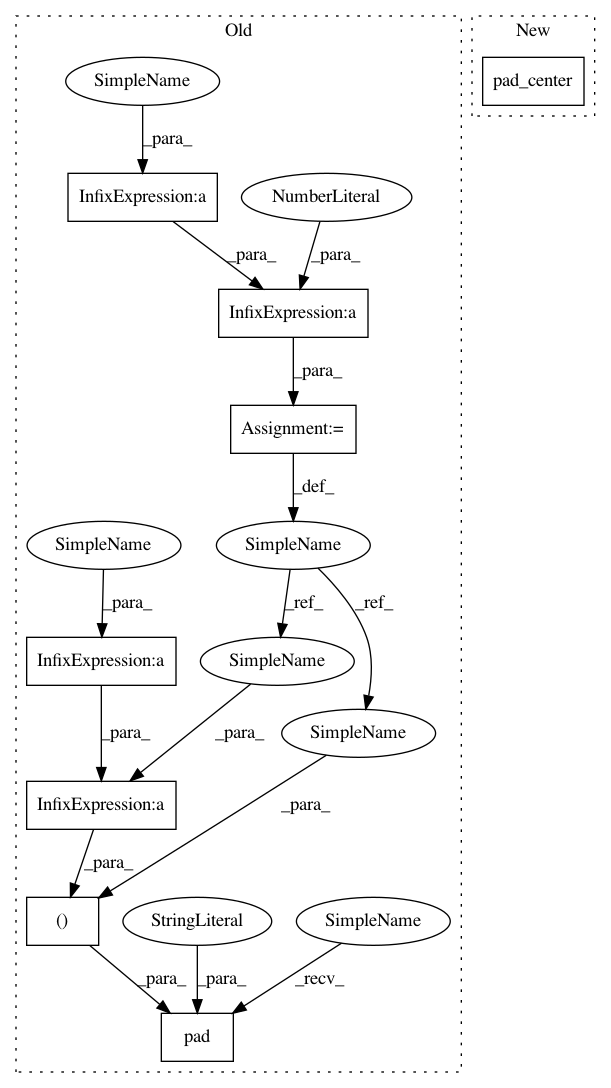 Old
New
SimpleName
pad_center
_para_
InfixExpression:a
NumberLiteral
_para_
_para_
InfixExpression:a
_para_
Assignment:=
_def_
SimpleName
SimpleName
_para_
_ref_
_ref_
InfixExpression:a
SimpleName
_para_
_para_
SimpleName
InfixExpression:a
_para_
_para_
()
StringLiteral
SimpleName
_para_
_para_
_recv_
pad